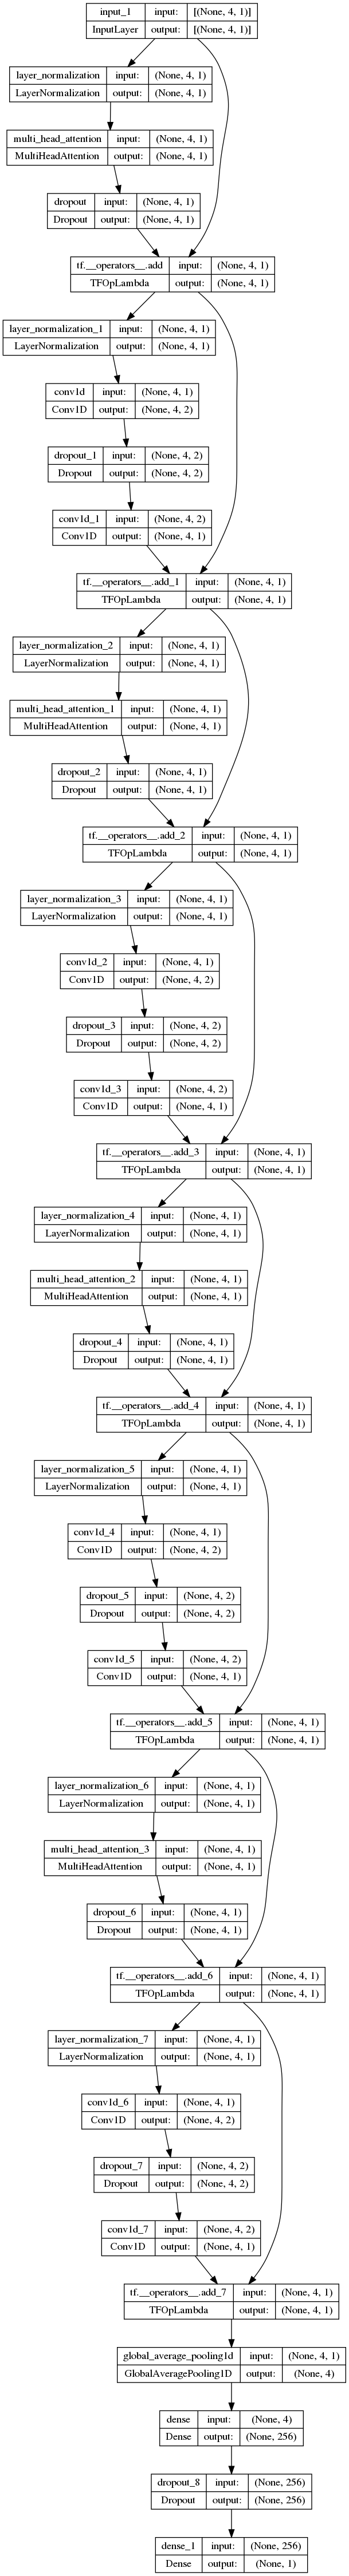 input_1 input: [(None, 4, 1)]
InputLayer output: [(None, 4, 1)]
layer_normalization input: (None, 4, 1)
LayerNormalization output: (None, 4, 1)
multi_head_attention input: (None, 4, 1)
MultiHeadAttention output: (None, 4, 1)
dropout input: (None, 4, 1)
Dropout output: (None, 4, 1)
tf.__operators__.add input: (None, 4, 1)
TFOpLambda output: (None, 4, 1)
layer_normalization_1 input: (None, 4, 1)
LayerNormalization output: (None, 4, 1)
conv1d input: (None, 4, 1)
Conv1D output: (None, 4, 2)
dropout_1 input: (None, 4, 2)
Dropout output: (None, 4, 2)
conv1d_1 input: (None, 4, 2)
Conv1D output: (None, 4, 1)
tf.__operators__.add_1 input: (None, 4, 1)
TFOpLambda output: (None, 4, 1)
layer_normalization_2 input: (None, 4, 1)
LayerNormalization output: (None, 4, 1)
multi_head_attention_1 input: (None, 4, 1)
MultiHeadAttention output: (None, 4, 1)
dropout_2 input: (None, 4, 1)
Dropout output: (None, 4, 1)
tf.__operators__.add_2 input: (None, 4, 1)
TFOpLambda output: (None, 4, 1)
layer_normalization_3 input: (None, 4, 1)
LayerNormalization output: (None, 4, 1)
conv1d_2 input: (None, 4, 1)
Conv1D output: (None, 4, 2)
dropout_3 input: (None, 4, 2)
Dropout output: (None, 4, 2)
conv1d_3 input: (None, 4, 2)
Conv1D output: (None, 4, 1)
tf.__operators__.add_3 input: (None, 4, 1)
TFOpLambda output: (None, 4, 1)
layer_normalization_4 input: (None, 4, 1)
LayerNormalization output: (None, 4, 1)
multi_head_attention_2 input: (None, 4, 1)
MultiHeadAttention output: (None, 4, 1)
dropout_4 input: (None, 4, 1)
Dropout output: (None, 4, 1)
tf.__operators__.add_4 input: (None, 4, 1)
TFOpLambda output: (None, 4, 1)
layer_normalization_5 input: (None, 4, 1)
LayerNormalization output: (None, 4, 1)
conv1d_4 input: (None, 4, 1)
Conv1D output: (None, 4, 2)
dropout_5 input: (None, 4, 2)
Dropout output: (None, 4, 2)
conv1d_5 input: (None, 4, 2)
Conv1D output: (None, 4, 1)
tf.__operators__.add_5 input: (None, 4, 1)
TFOpLambda output: (None, 4, 1)
layer_normalization_6 input: (None, 4, 1)
LayerNormalization output: (None, 4, 1)
multi_head_attention_3 input: (None, 4, 1)
MultiHeadAttention output: (None, 4, 1)
dropout_6 input: (None, 4, 1)
Dropout output: (None, 4, 1)
tf.__operators__.add_6 input: (None, 4, 1)
TFOpLambda output: (None, 4, 1)
layer_normalization_7 input: (None, 4, 1)
LayerNormalization output: (None, 4, 1)
conv1d_6 input: (None, 4, 1)
Conv1D output: (None, 4, 2)
dropout_7 input: (None, 4, 2)
Dropout output: (None, 4, 2)
conv1d_7 input: (None, 4, 2)
Conv1D output: (None, 4, 1)
tf.__operators__.add_7 input: (None, 4, 1)
TFOpLambda output: (None, 4, 1)
global_average_pooling1d input: (None, 4, 1)
GlobalAveragePooling1D output: (None, 4)
dense input: (None, 4)
Dense output: (None, 256)
dropout_8 input: (None, 256)
Dropout output: (None, 256)
dense_1 input: (None, 256)
Dense output: (None, 1)